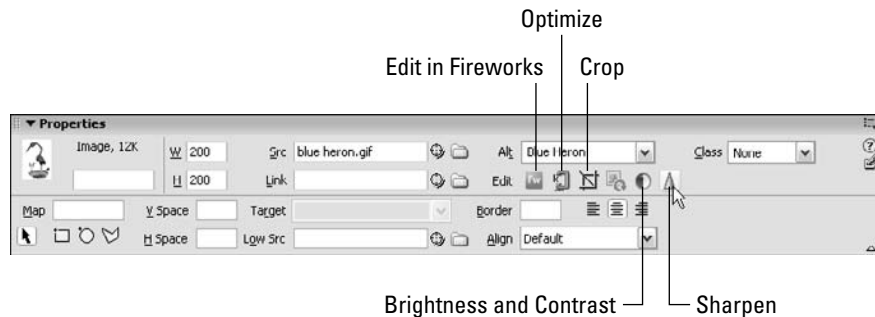 Optimize
Edit in Fireworks Crop
Properties
Image, 12K W 200 Src blue heron.gif Alt Blue Heron Class None
H 200 Link Edit
Map V Space Target Border
H Space Low Src Align Default
Brightness and Contrast Sharpen